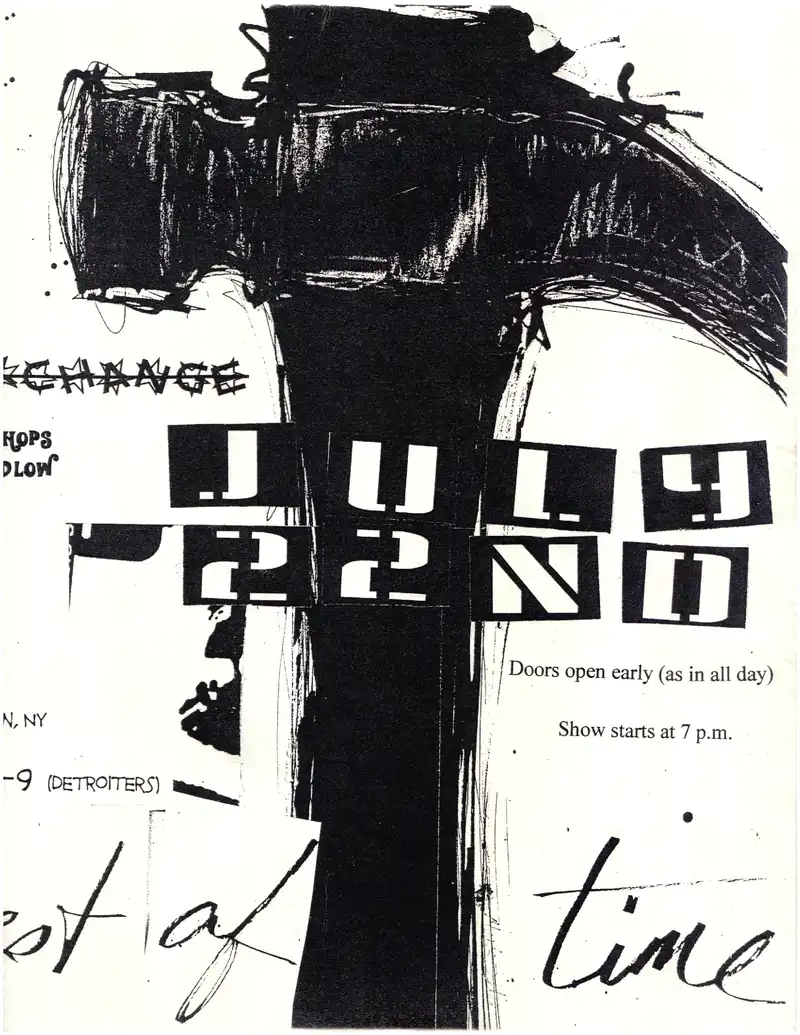 XCHANGE
HOPS
DLOW
JULY
22ND
Doors open early (as in all day)
Show starts at 7 p.m.
N, NY
-9 (DETROITERS)
est of time